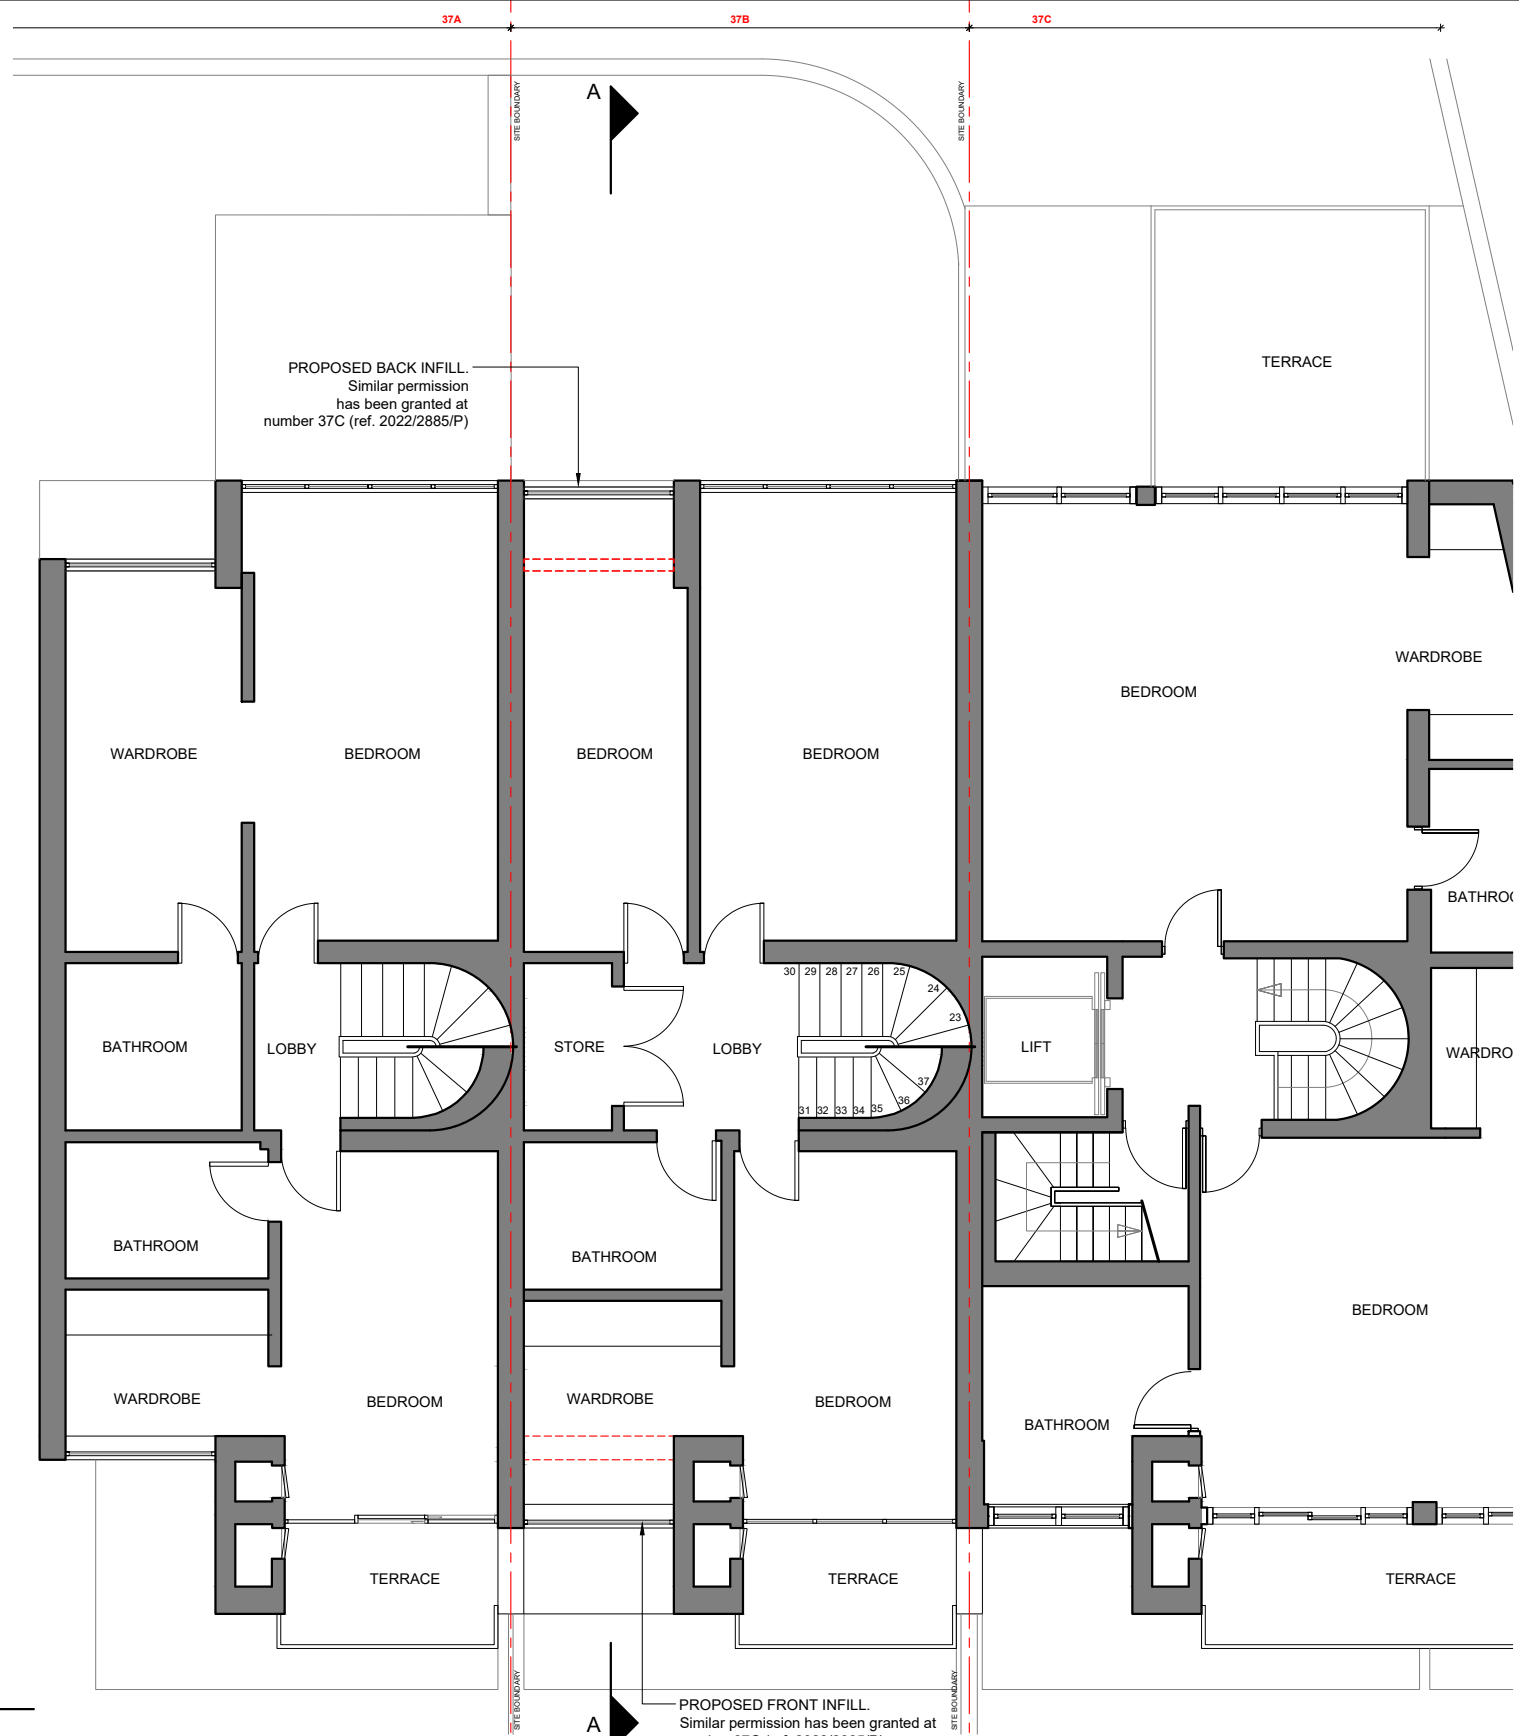 37A
37B
37C
SITE BOUNDARY
SITE BOUNDARY
A
TERRACE
PROPOSED BACK INFILL.
Similar permission
has been granted at
number 37C (ref. 2022/2885/P)
WARDROBE
BEDROOM
WARDROBE
BEDROOM
BEDROOM
BEDROOM
BATHROO
30 29 28 27 26 25
24
23
BATHROOM
LOBBY
STORE
LOBBY
LIFT
WARDRO
37
36
31 32 33 34 35
BATHROOM
BATHROOM
BEDROOM
WARDROBE
BEDROOM
WARDROBE
BEDROOM
BATHROOM
TERRACE
TERRACE
TERRACE
SITE BOUNDARY
SITE BOUNDARY
A
PROPOSED FRONT INFILL.
Similar permission has been granted at